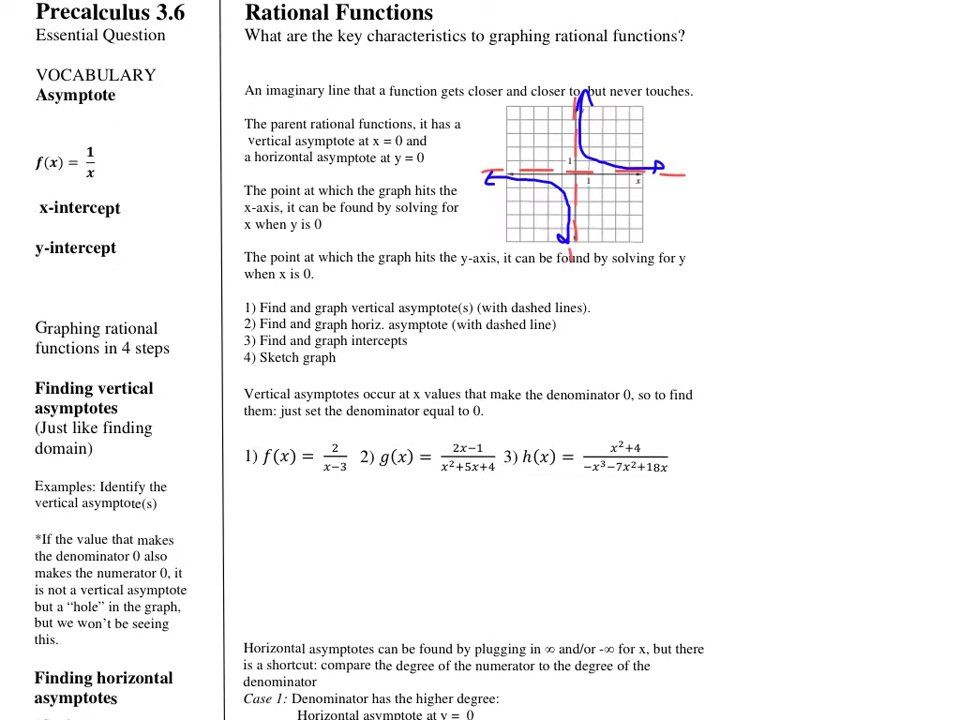 Precalculus 3.6
Essential Question
VOCABULARY
Asymptote
f(x) = 1/x
x-intercept
y-intercept
Graphing rational
functions in 4 steps
Finding vertical
asymptotes
(Just like finding
domain)
Examples: Identify the
vertical asymptote(s)
*If the value that makes
the denominator 0 also
makes the numerator 0, it
is not a vertical asymptote
but a “hole” in the graph,
but we won’t be seeing
this.
Finding horizontal
asymptotes
Rational Functions
What are the key characteristics to graphing rational functions?
An imaginary line that a function gets closer and closer to but never touches.
The parent rational functions, it has a
vertical asymptote at x = 0 and
a horizontal asymptote at y = 0
1
1
x
The point at which the graph hits the
x-axis, it can be found by solving for
x when y is 0
The point at which the graph hits the y-axis, it can be found by solving for y
when x is 0.
1) Find and graph vertical asymptote(s) (with dashed lines).
2) Find and graph horiz. asymptote (with dashed line)
3) Find and graph intercepts
4) Sketch graph
Vertical asymptotes occur at x values that make the denominator 0, so to find
them: just set the denominator equal to 0.
1) f(x) = 2/(x−3) 2) g(x) = (2x−1)/(x²+5x+4) 3) h(x) = (x²+4)/(−x³−7x²+18x)
Horizontal asymptotes can be found by plugging in ∞ and/or -∞ for x, but there
is a shortcut: compare the degree of the numerator to the degree of the
denominator
Case 1: Denominator has the higher degree:
Horizontal asymptote at y = 0